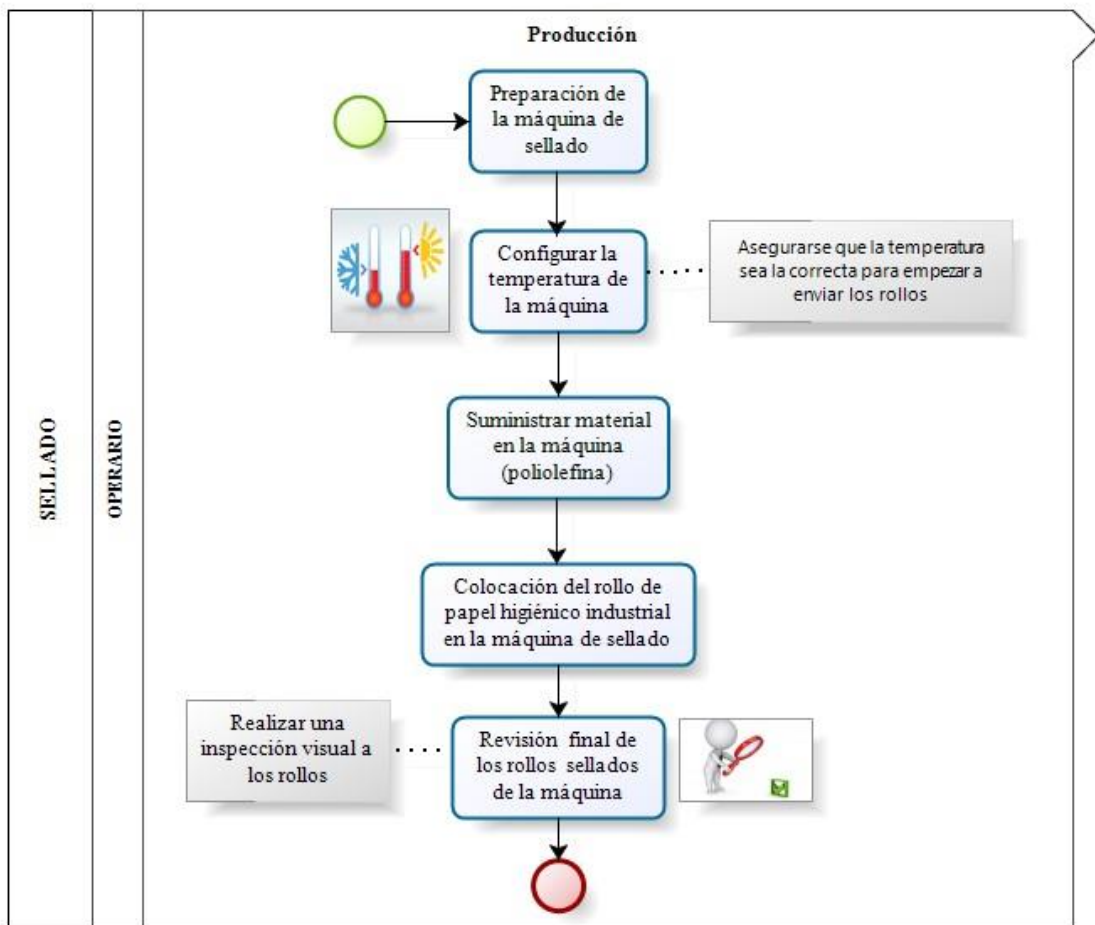 Producción
SELLADO
OPERARIO
Preparación de
la máquina de
sellado
Configurar la
temperatura de
la máquina
Asegurarse que la temperatura
sea la correcta para empezar a
enviar los rollos
Suministrar material
en la máquina
(poliolefina)
Colocación del rollo de
papel higiénico industrial
en la máquina de sellado
Realizar una
inspección visual a
los rollos
Revisión final de
los rollos sellados
de la máquina